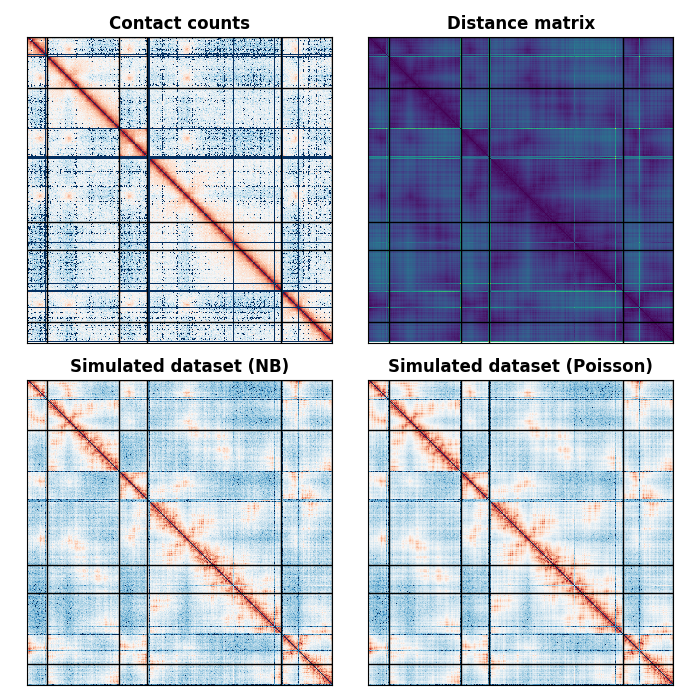 Contact counts
Distance matrix
Simulated dataset (NB)
Simulated dataset (Poisson)